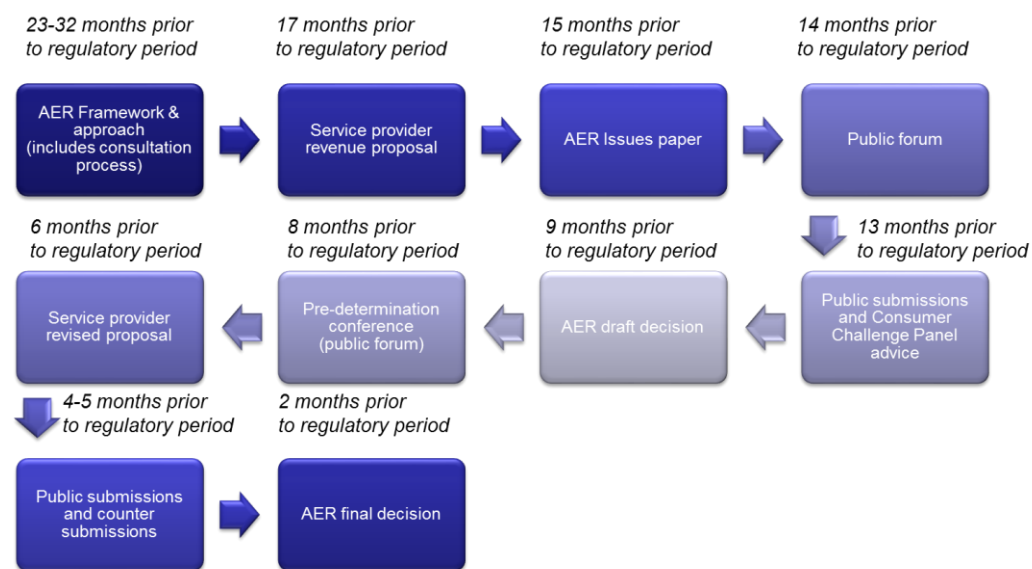 23-32 months prior
to regulatory period
AER Framework &
approach
(includes consultation
process)
17 months prior
to regulatory period
Service provider
revenue proposal
15 months prior
to regulatory period
AER Issues paper
14 months prior
to regulatory period
Public forum
13 months prior
to regulatory period
Public submissions
and Consumer
Challenge Panel
advice
9 months prior
to regulatory period
AER draft decision
8 months prior
to regulatory period
Pre-determination
conference
(public forum)
6 months prior
to regulatory period
Service provider
revised proposal
4-5 months prior
to regulatory period
Public submissions
and counter
submissions
2 months prior
to regulatory period
AER final decision